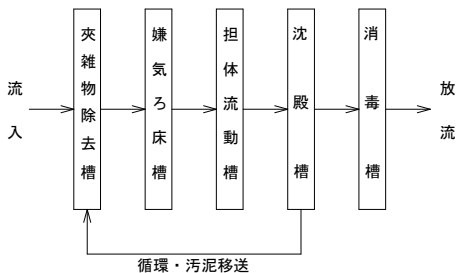 流入
夾雑物除去槽
嫌気ろ床槽
担体流動槽
沈殿槽
消毒槽
放流
循環・汚泥移送